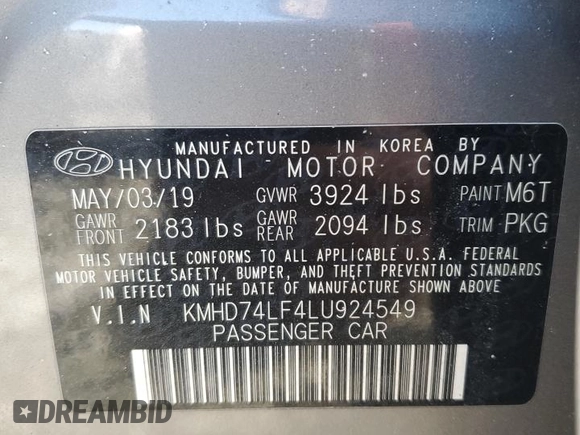 MANUFACTURED IN KOREA BY
HYUNDAI MOTOR COMPANY
MAY/03/19 GVWR 3924 lbs PAINT M6T
GAWR FRONT 2183 lbs GAWR REAR 2094 lbs TRIM PKG
THIS VEHICLE CONFORMS TO ALL APPLICABLE U.S.A. FEDERAL
MOTOR VEHICLE SAFETY, BUMPER, AND THEFT PREVENTION STANDARDS
IN EFFECT ON THE DATE OF MANUFACTURE SHOWN ABOVE.
V.I.N KMHD74LF4LU924549
PASSENGER CAR
DREAMBID